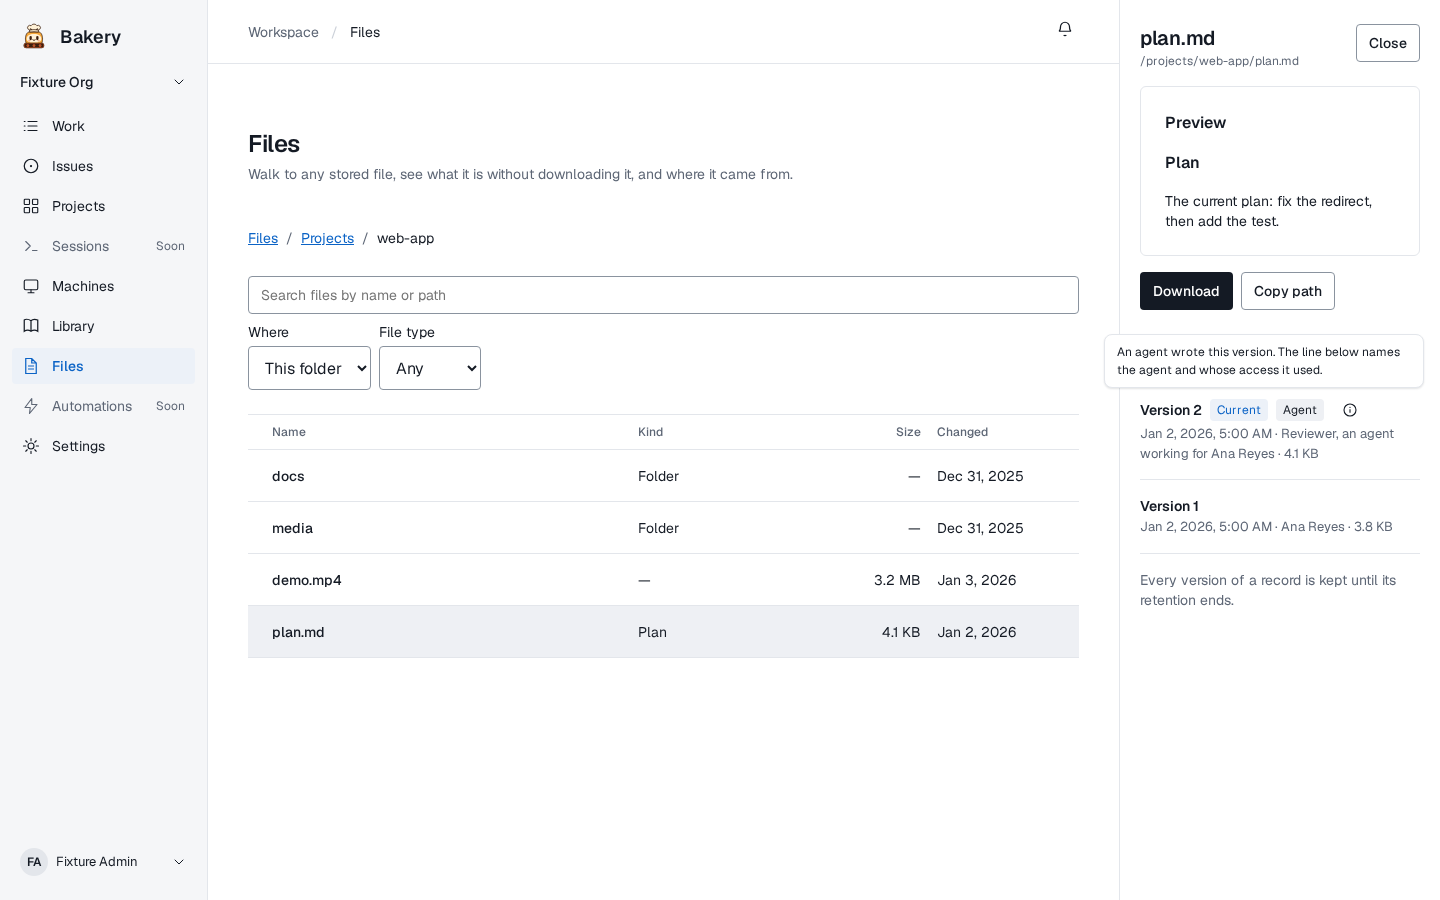 Bakery
Fixture Org
Work
Issues
Projects
Sessions Soon
Machines
Library
Files
Automations Soon
Settings
FA Fixture Admin
Workspace / Files
Files
Walk to any stored file, see what it is without downloading it, and where it came from.
Files / Projects / web-app
Search files by name or path
Where File type
This folder Any
Name Kind Size Changed
docs Folder — Dec 31, 2025
media Folder — Dec 31, 2025
demo.mp4 — 3.2 MB Jan 3, 2026
plan.md Plan 4.1 KB Jan 2, 2026
plan.md
/projects/web-app/plan.md
Close
Preview
Plan
The current plan: fix the redirect,
then add the test.
Download Copy path
An agent wrote this version. The line below names
the agent and whose access it used.
Version 2 Current Agent
Jan 2, 2026, 5:00 AM · Reviewer, an agent
working for Ana Reyes · 4.1 KB
Version 1
Jan 2, 2026, 5:00 AM · Ana Reyes · 3.8 KB
Every version of a record is kept until its
retention ends.